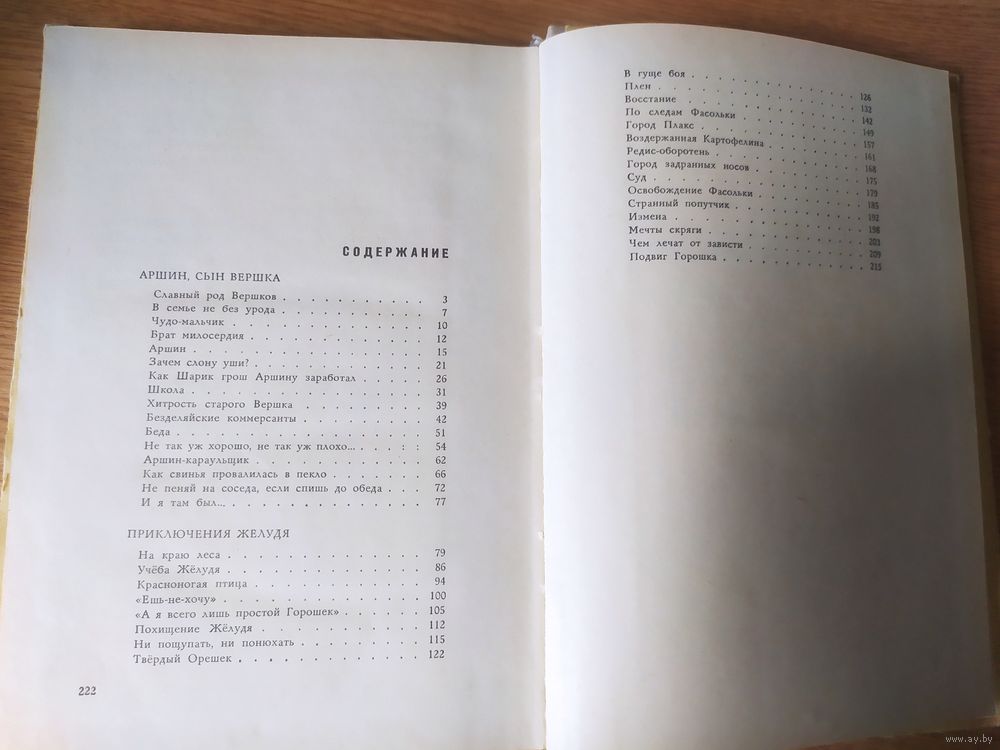 СОДЕРЖАНИЕ
АРШИН, СЫН ВЕРШКА
Славный род Вершков . . . . . . . . . . 3
В семье не без урода . . . . . . . . . . 7
Чудо-мальчик . . . . . . . . . . . . . 10
Брат милосердия . . . . . . . . . . . . 12
Аршин . . . . . . . . . . . . . . . 15
Зачем слону уши? . . . . . . . . . . . 21
Как Шарик грош Аршину заработал . . . . . 26
Школа . . . . . . . . . . . . . . . 31
Хитрость старого Вершка . . . . . . . . . 39
Безделяйские коммерсанты . . . . . . . . 42
Беда . . . . . . . . . . . . . . . . 51
Не так уж хорошо, не так уж плохо... . . . : : 54
Аршин-караульщик . . . . . . . . . . . 62
Как свинья провалилась в пекло . . . . . . 66
Не пеняй на соседа, если спишь до обеда . . . 72
И я там был... . . . . . . . . . . . . . 77
ПРИКЛЮЧЕНИЯ ЖЕЛУДЯ
На краю леса . . . . . . . . . . . . . 79
Учёба Жёлудя . . . . . . . . . . . . . 86
Красноногая птица . . . . . . . . . . . 94
«Ешь-не-хочу» . . . . . . . . . . . . . 100
«А я всего лишь простой Горошек» . . . . . . 105
Похищение Жёлудя . . . . . . . . . . . 112
Ни пощупать, ни понюхать . . . . . . . . 115
Твёрдый Орешек . . . . . . . . . . . . 122
222
В гуще боя . . . . . . . . . . . . . 126
Плен . . . . . . . . . . . . . . . 132
Восстание . . . . . . . . . . . . . 142
По следам Фасольки . . . . . . . . . . 149
Город Плакс . . . . . . . . . . . . 157
Воздержанная Картофелина . . . . . . . . 161
Редис-оборотень . . . . . . . . . . . 168
Город задранных носов . . . . . . . . . 175
Суд . . . . . . . . . . . . . . . 179
Освобождение Фасольки . . . . . . . . . 185
Странный попутчик . . . . . . . . . . 192
Измена . . . . . . . . . . . . . . 198
Мечты скряги . . . . . . . . . . . . 203
Чем лечат от зависти . . . . . . . . . 209
Подвиг Горошка . . . . . . . . . . . 215
www.ay.by